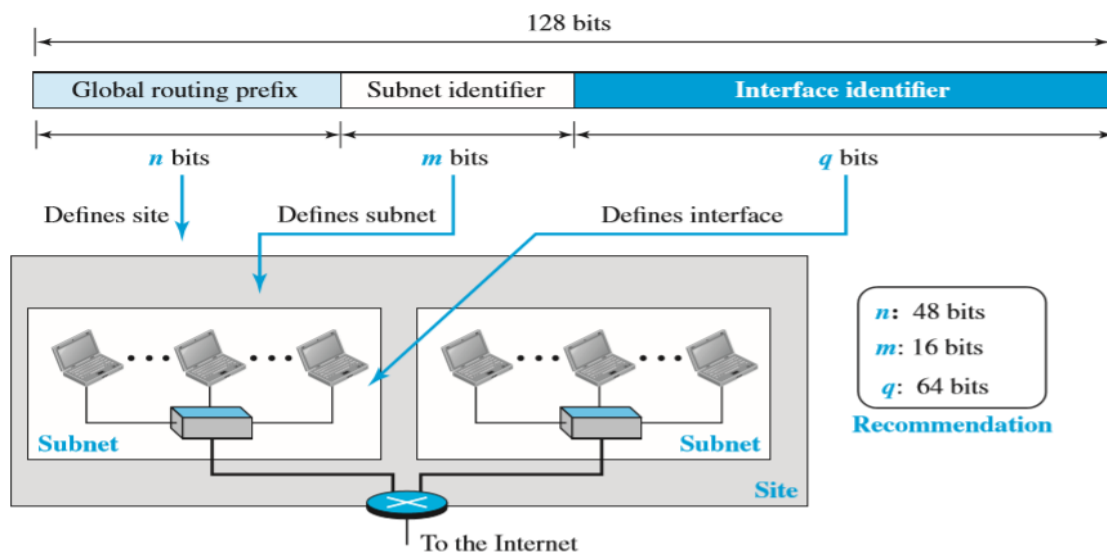 128 bits
Global routing prefix Subnet identifier Interface identifier
n bits m bits q bits
Defines site Defines subnet Defines interface
n: 48 bits
m: 16 bits
q: 64 bits
Recommendation
Subnet Subnet
Site
To the Internet